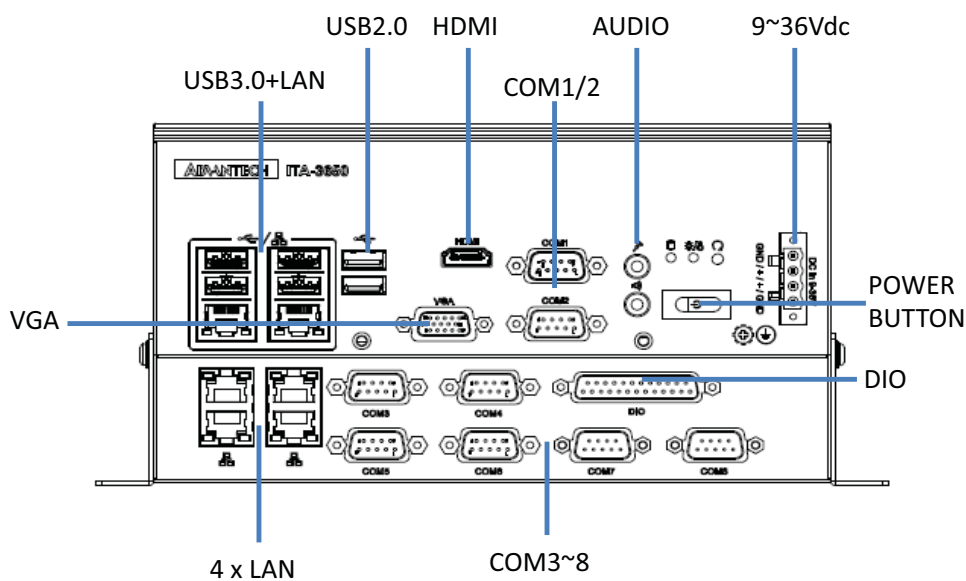 USB2.0 HDMI AUDIO 9~36Vdc
USB3.0+LAN COM1/2
ADVANTECH ITA-3650
HDMI COM1
VGA COM2
POWER
BUTTON
VGA
DIO
COM3 COM4 DIO
COM5 COM6 COM7 COM8
4 x LAN COM3~8